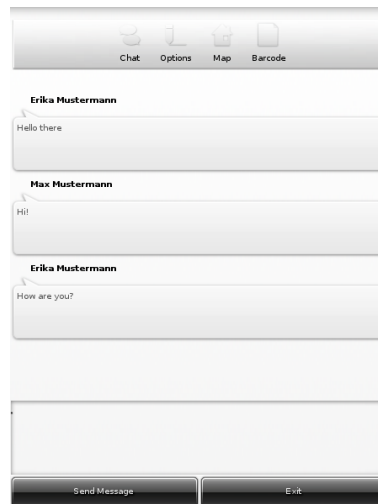 Chat Options Map Barcode
Erika Mustermann
Hello there
Max Mustermann
Hi!
Erika Mustermann
How are you?
Send Message Exit